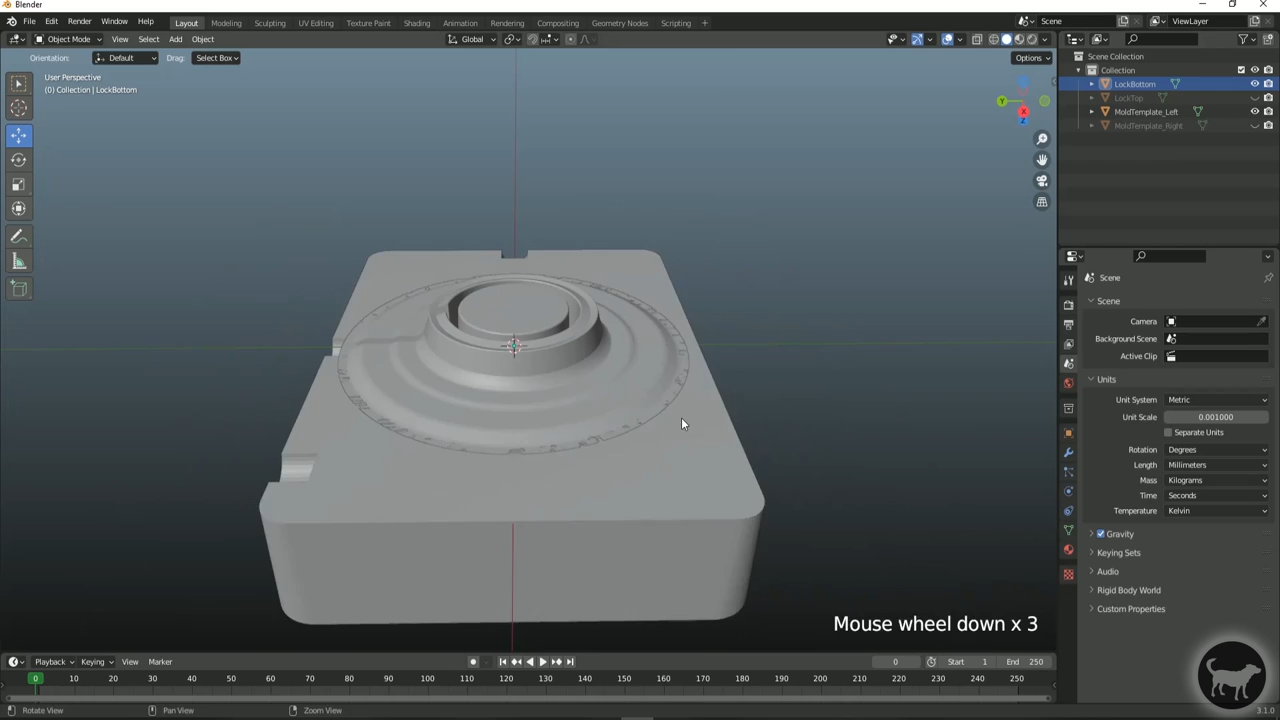 Blender
File Edit Render Window Help Layout Modeling Sculpting UV Editing Texture Paint Shading Animation Rendering Compositing Geometry Nodes Scripting + Scene ViewLayer
Object Mode View Select Add Object Global
Orientation: Default Drag: Select Box Options
User Perspective
(0) Collection | LockBottom
Y
X
Z
Scene Collection
Collection
LockBottom
LockTop
MoldTemplate_Left
MoldTemplate_Right
Scene
Scene
Camera
Background Scene
Active Clip
Units
Unit System Metric
Unit Scale 0.001000
Separate Units
Rotation Degrees
Length Millimeters
Mass Kilograms
Time Seconds
Temperature Kelvin
Gravity
Keying Sets
Audio
Rigid Body World
Custom Properties
Mouse wheel down x 3
Playback Keying View Marker 0 Start 1 End 250
0 10 20 30 40 50 60 70 80 90 100 110 120 130 140 150 160 170 180 190 200 210 220 230 240 250
Rotate View Pan View Zoom View 3.1.0